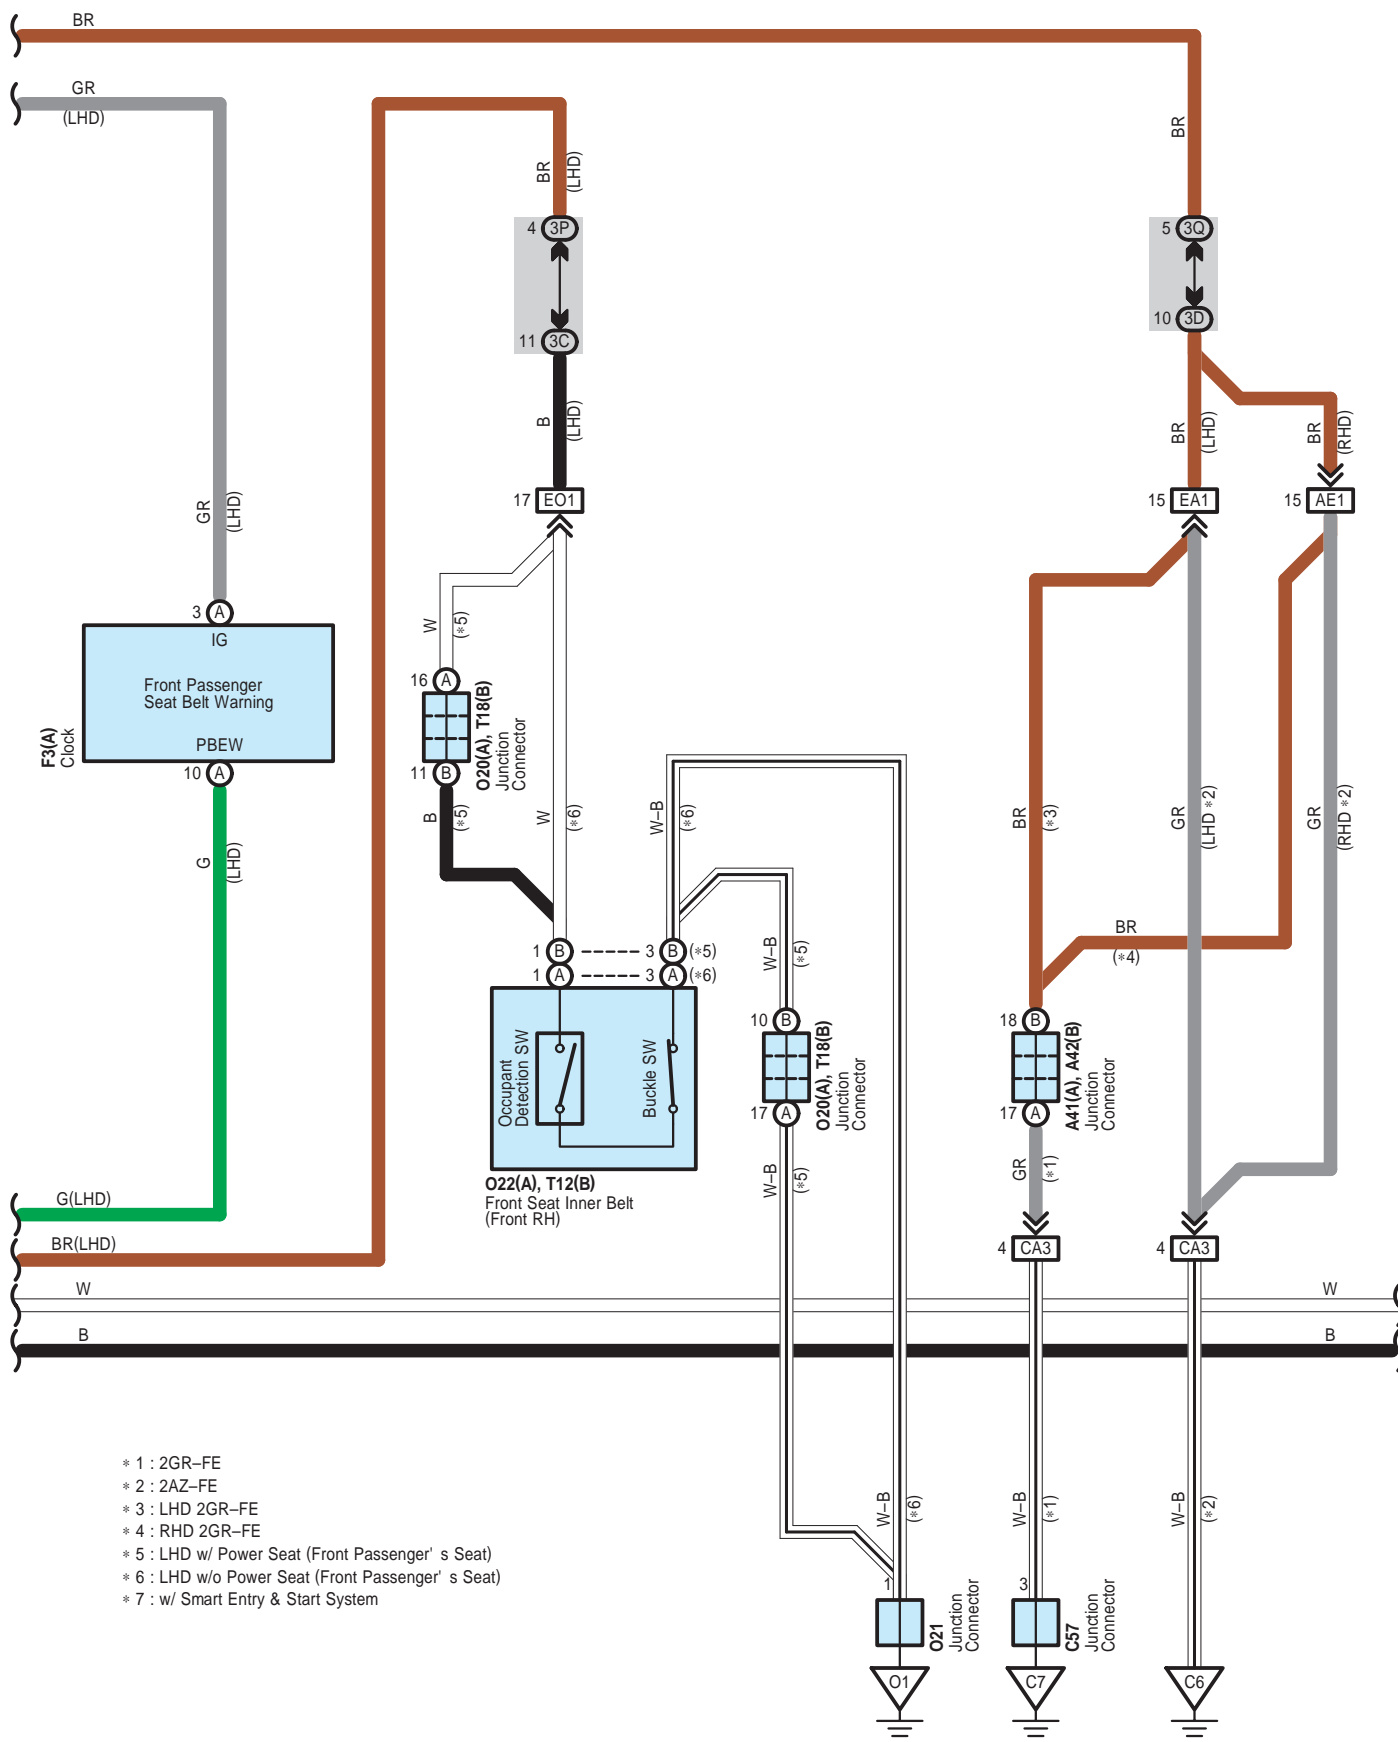 BR
GR
(LHD)
BR
(LHD)
BR
4 3P
11 3C
5 3Q
10 3D
B
(LHD)
BR
(LHD)
BR
(RHD)
GR
(LHD)
17 EO1
15 EA1
15 AE1
3 A
IG
Front Passenger
Seat Belt Warning
PBEW
10 A
F3(A)
Clock
W
(*5)
16 A
11 B
O20(A), T18(B)
Junction
Connector
B
(*5)
W
(*6)
W–B
(*6)
G
(LHD)
BR
(*3)
GR
(LHD *2)
GR
(RHD *2)
BR
(*4)
W–B
(*5)
1 B 3 B (*5)
1 A 3 A (*6)
Occupant
Detection SW
Buckle SW
O22(A), T12(B)
Front Seat Inner Belt
(Front RH)
10 B
17 A
O20(A), T18(B)
Junction
Connector
W–B
(*5)
18 B
17 A
A41(A), A42(B)
Junction
Connector
GR
(*1)
4 CA3
4 CA3
G(LHD)
BR(LHD)
W
W
B
B
* 1 : 2GR–FE
* 2 : 2AZ–FE
* 3 : LHD 2GR–FE
* 4 : RHD 2GR–FE
* 5 : LHD w/ Power Seat (Front Passenger' s Seat)
* 6 : LHD w/o Power Seat (Front Passenger' s Seat)
* 7 : w/ Smart Entry & Start System
W–B
(*6)
W–B
(*1)
W–B
(*2)
1
O21
Junction
Connector
3
C57
Junction
Connector
O1
C7
C6